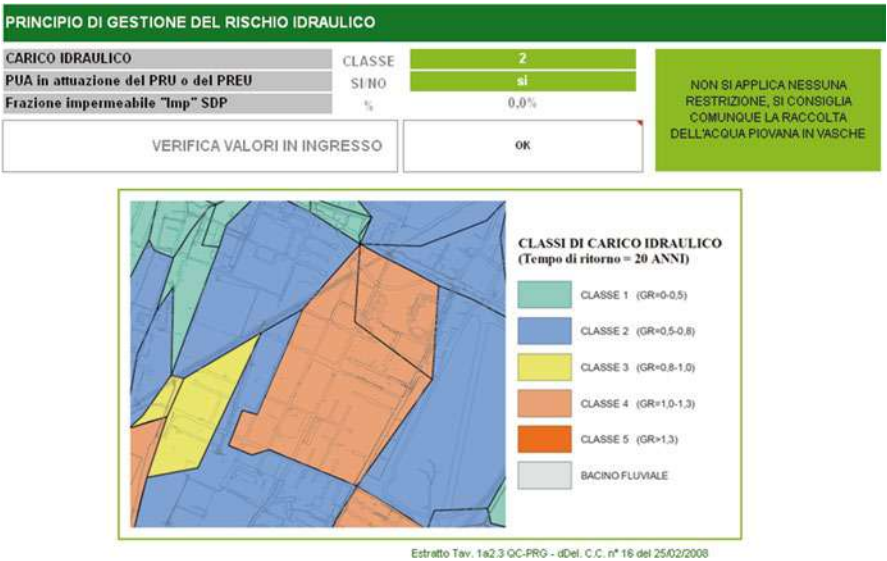 PRINCIPIO DI GESTIONE DEL RISCHIO IDRAULICO
CARICO IDRAULICO CLASSE 2
PUA in attuazione del PRU o del PREU SI/NO si
Frazione impermeabile "Imp" SDP % 0,0%
NON SI APPLICA NESSUNA
RESTRIZIONE, SI CONSIGLIA
COMUNQUE LA RACCOLTA
DELL'ACQUA PIOVANA IN VASCHE
VERIFICA VALORI IN INGRESSO OK
CLASSI DI CARICO IDRAULICO
(Tempo di ritorno = 20 ANNI)
CLASSE 1 (GR=0-0,5)
CLASSE 2 (GR=0,5-0,8)
CLASSE 3 (GR=0,8-1,0)
CLASSE 4 (GR=1,0-1,3)
CLASSE 5 (GR>1,3)
BACINO FLUVIALE
Estratto Tav. 1a2.3 QC-PRG - dDel. C.C. n° 16 del 25/02/2008